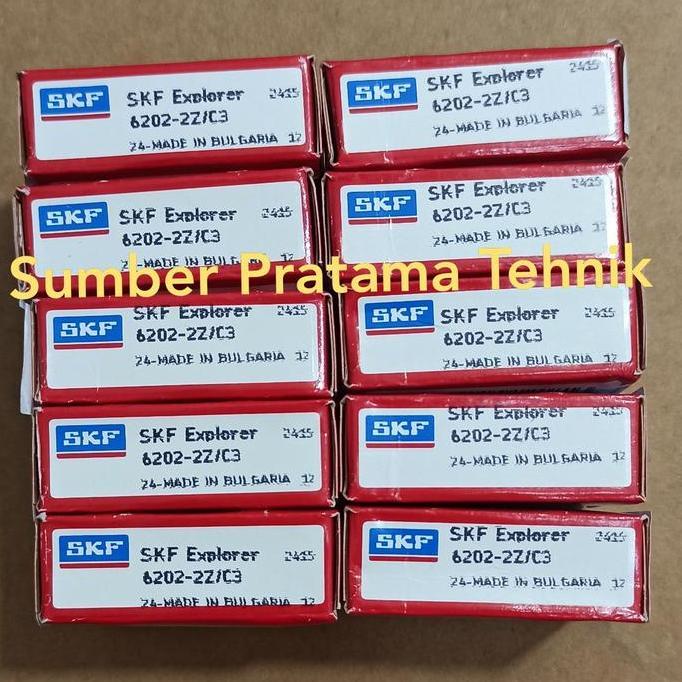 SKF SKF Explorer 2415
6202-2Z/C3
24-MADE IN BULGARIA 12
SKF SKF Explorer 2415
6202-2Z/C3
24-MADE IN BULGARIA 12
SKF SKF Explorer 2415
6202-2Z/C3
24-MADE IN BULGARIA 12
SKF SKF Explorer 2415
6202-2Z/C3
24-MADE IN BULGARIA 12
Sumber Pratama Tehnik
SKF SKF Explorer 2415
6202-2Z/C3
24-MADE IN BULGARIA 12
SKF SKF Explorer 2415
6202-2Z/C3
24-MADE IN BULGARIA 12
SKF SKF Explorer 2415
6202-2Z/C3
24-MADE IN BULGARIA 12
SKF SKF Explorer 2415
6202-2Z/C3
24-MADE IN BULGARIA 12
SKF SKF Explorer 2415
6202-2Z/C3
24-MADE IN BULGARIA 12
SKF SKF Explorer 2415
6202-2Z/C3
24-MADE IN BULGARIA 12